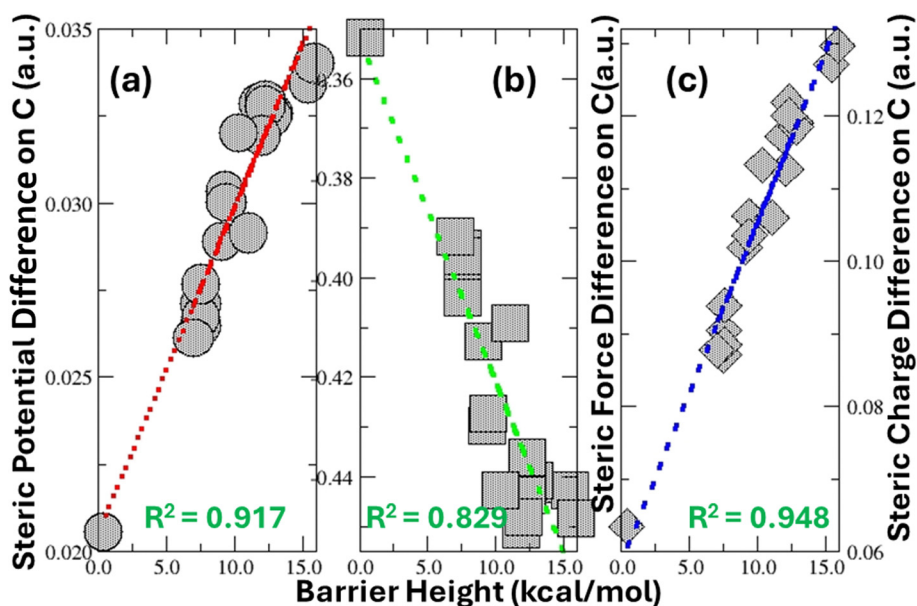 Steric Potential Difference on C (a.u.)
0.035
0.030
0.025
0.020
(a)
R² = 0.917
0.0 5.0 10.0 15.0
-0.38
-0.40
-0.42
-0.44
(b)
R² = 0.829
0.0 5.0 10.0 15.0
Steric Force Difference on C(a.u.)
(c)
R² = 0.948
0.0 5.0 10.0 15.0
0.12
0.10
0.08
0.06
Steric Charge Difference on C (a.u.)
Barrier Height (kcal/mol)